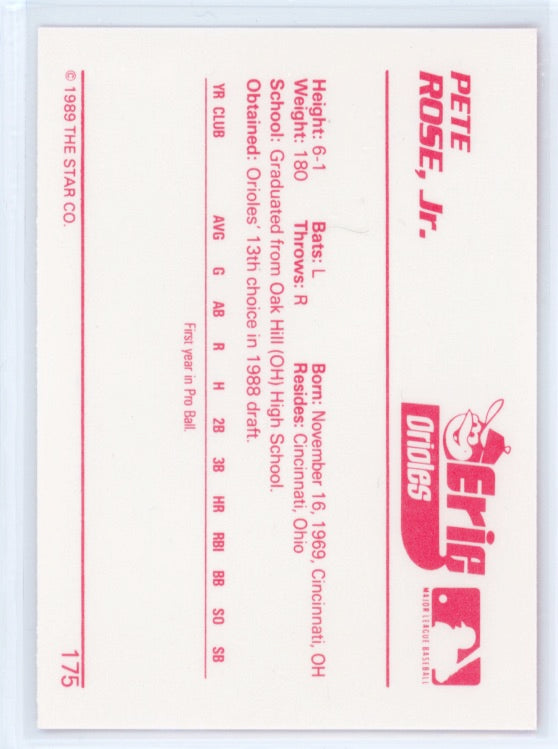 PETE
ROSE, Jr.
Erie
Orioles
MAJOR LEAGUE BASEBALL
Height: 6-1 Bats: L Born: November 16, 1969, Cincinnati, OH
Weight: 180 Throws: R Resides: Cincinnati, Ohio
School: Graduated from Oak Hill (OH) High School.
Obtained: Orioles' 13th choice in 1988 draft.
YR CLUB AVG G AB R H 2B 3B HR RBI BB SO SB
First year in Pro Ball.
© 1989 THE STAR CO. 175